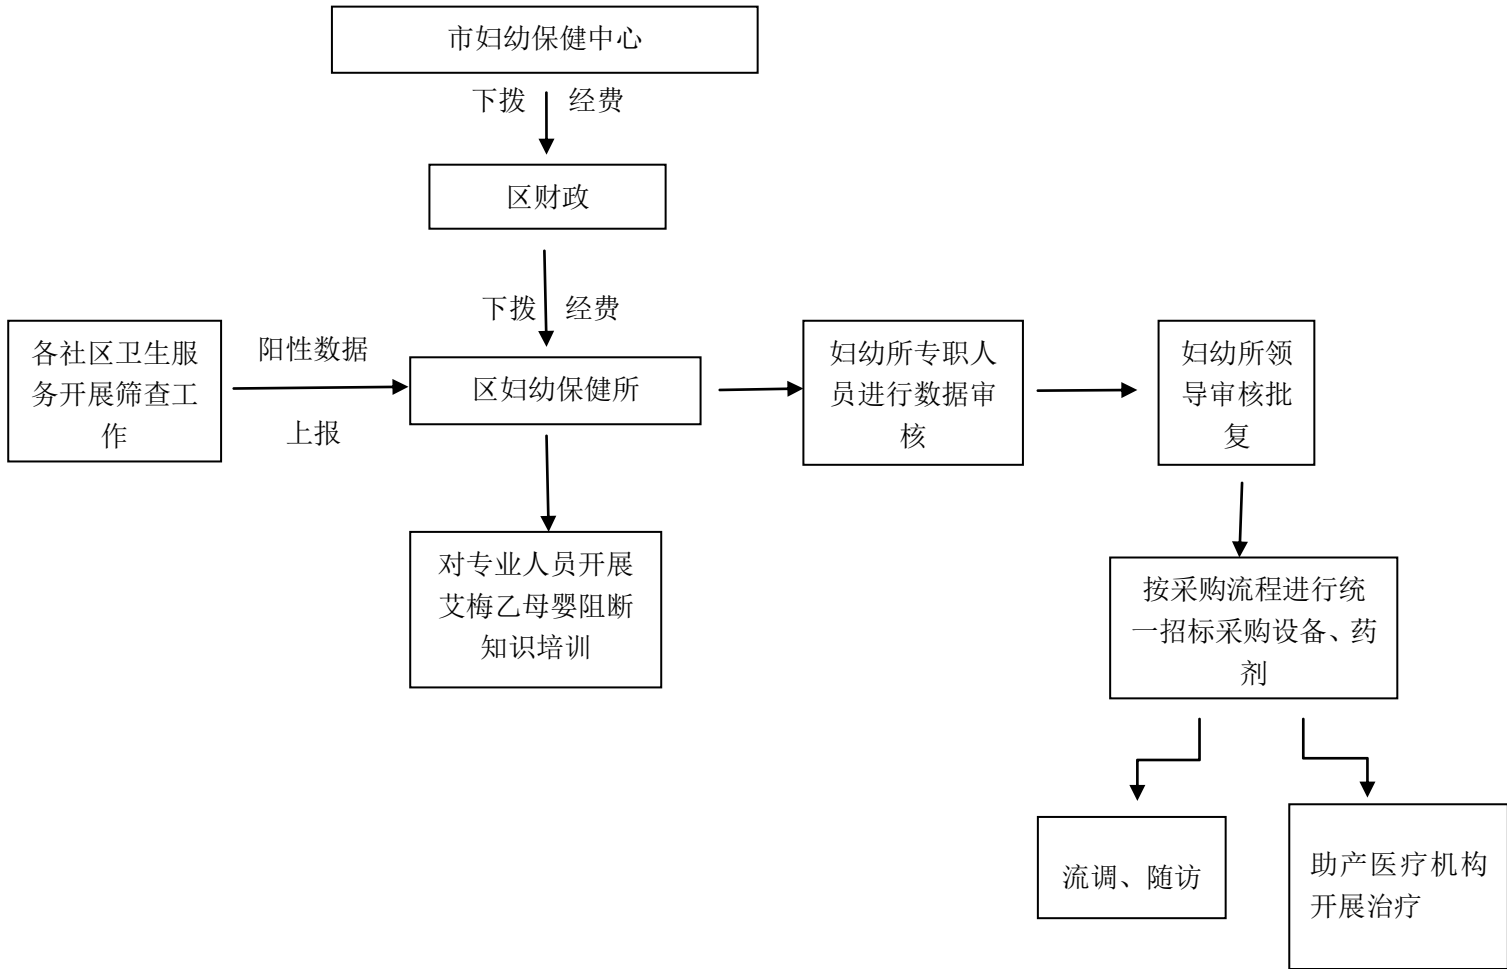 市妇幼保健中心
下拨 经费
区财政
下拨 经费
各社区卫生服
务开展筛查工
作
阳性数据
上报
区妇幼保健所
妇幼所专职人
员进行数据审
核
妇幼所领
导审核批
复
对专业人员开展
艾梅乙母婴阻断
知识培训
按采购流程进行统
一招标采购设备、药
剂
流调、随访
助产医疗机构
开展治疗